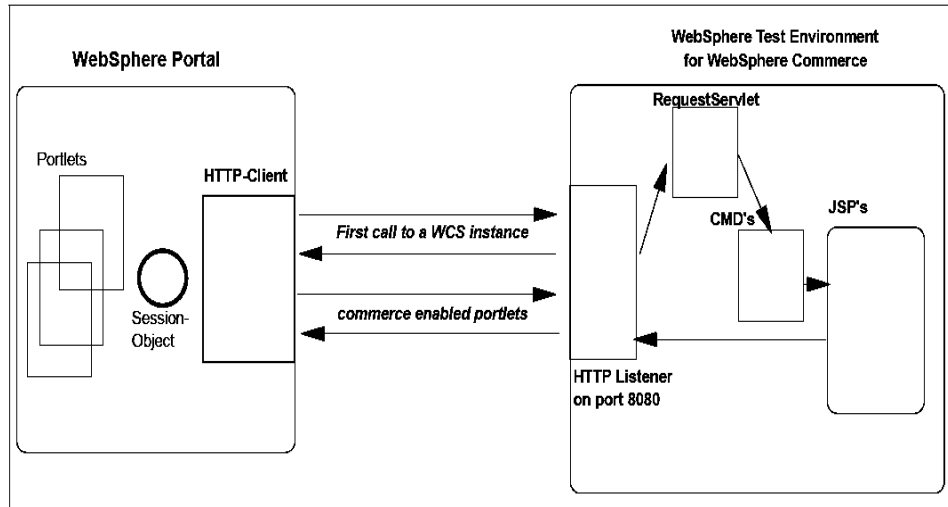 WebSphere Portal
WebSphere Test Environment
for WebSphere Commerce
RequestServlet
Portlets
HTTP-Client
First call to a WCS instance
CMD's
JSP's
Session-
Object
commerce enabled portlets
HTTP Listener
on port 8080